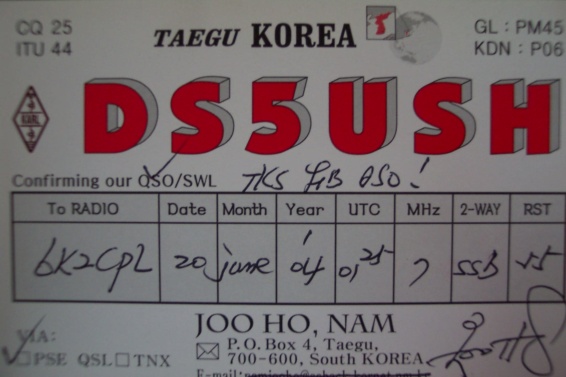 CQ 25
ITU 44
TAEGU KOREA
GL : PM45
KDN : P06
KARL
DS5USH
Confirming our QSO/SWL TKS FB QSO!
To RADIO Date Month Year UTC MHz 2-WAY RST
6K2CPL 20 june '04 01,25 7 SSB 55
VIA:
PSE QSL TNX
JOO HO, NAM
P.O. Box 4, Taegu,
700-600, South KOREA
E-mail: